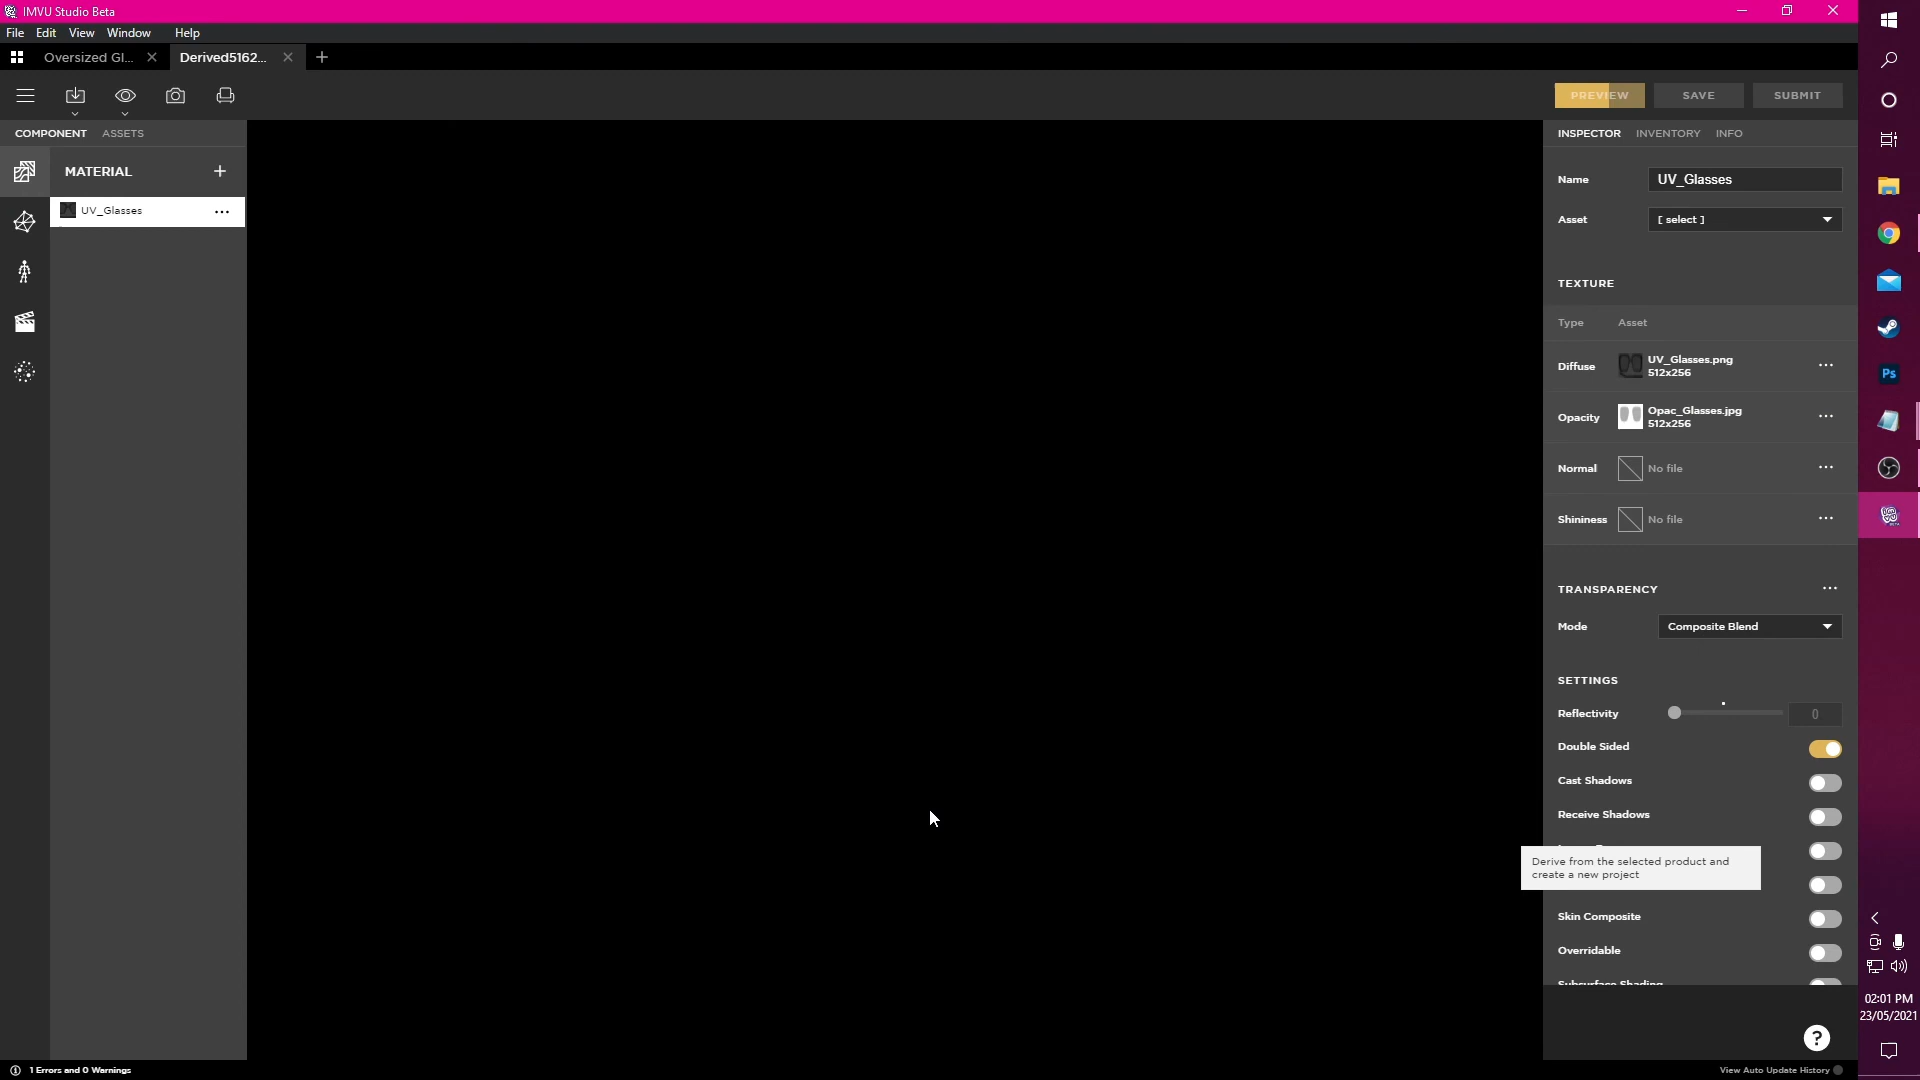 IMVU Studio Beta
File Edit View Window Help
Oversized Gl... Derived5162...
PREVIEW SAVE SUBMIT
COMPONENT ASSETS
MATERIAL
UV_Glasses
INSPECTOR INVENTORY INFO
Name UV_Glasses
Asset [ select ]
TEXTURE
Type Asset
Diffuse UV_Glasses.png
512x256
Opacity Opac_Glasses.jpg
512x256
Normal No file
Shininess No file
TRANSPARENCY
Mode Composite Blend
SETTINGS
Reflectivity 0
Double Sided
Cast Shadows
Receive Shadows
Derive from the selected product and
create a new project
Skin Composite
Overridable
Subsurface Shading
?
1 Errors and 0 Warnings
View Auto Update History
Ps
02:01 PM
23/05/2021